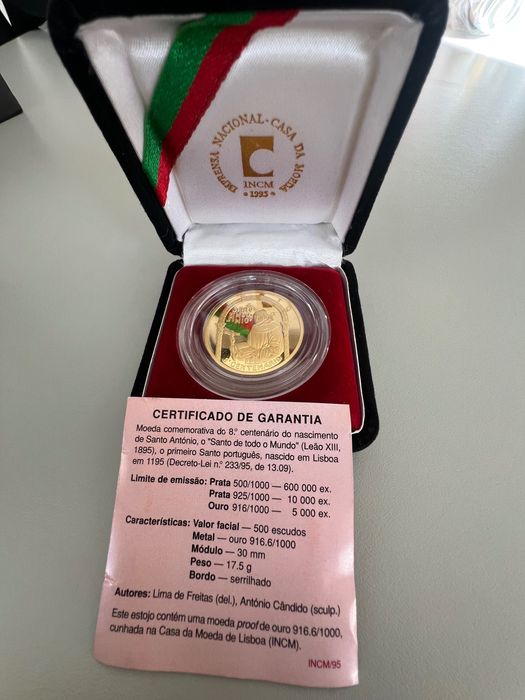 IMPRENSA NACIONAL · CASA DA MOEDA
INCM
• 1995 •
CENTENÁRIO
CERTIFICADO DE GARANTIA
Moeda comemorativa do 8.º centenário do nascimento
de Santo António, o "Santo de todo o Mundo" (Leão XIII,
1895), o primeiro Santo português, nascido em Lisboa
em 1195 (Decreto-Lei n.º 233/95, de 13.09).
Limite de emissão: Prata 500/1000 — 600 000 ex.
Prata 925/1000 — 10 000 ex.
Ouro 916/1000 — 5 000 ex.
Características: Valor facial — 500 escudos
Metal — ouro 916.6/1000
Módulo — 30 mm
Peso — 17.5 g
Bordo — serrilhado
Autores: Lima de Freitas (del.), António Cândido (sculp.)
Este estojo contém uma moeda proof de ouro 916.6/1000,
cunhada na Casa da Moeda de Lisboa (INCM).
INCM/95